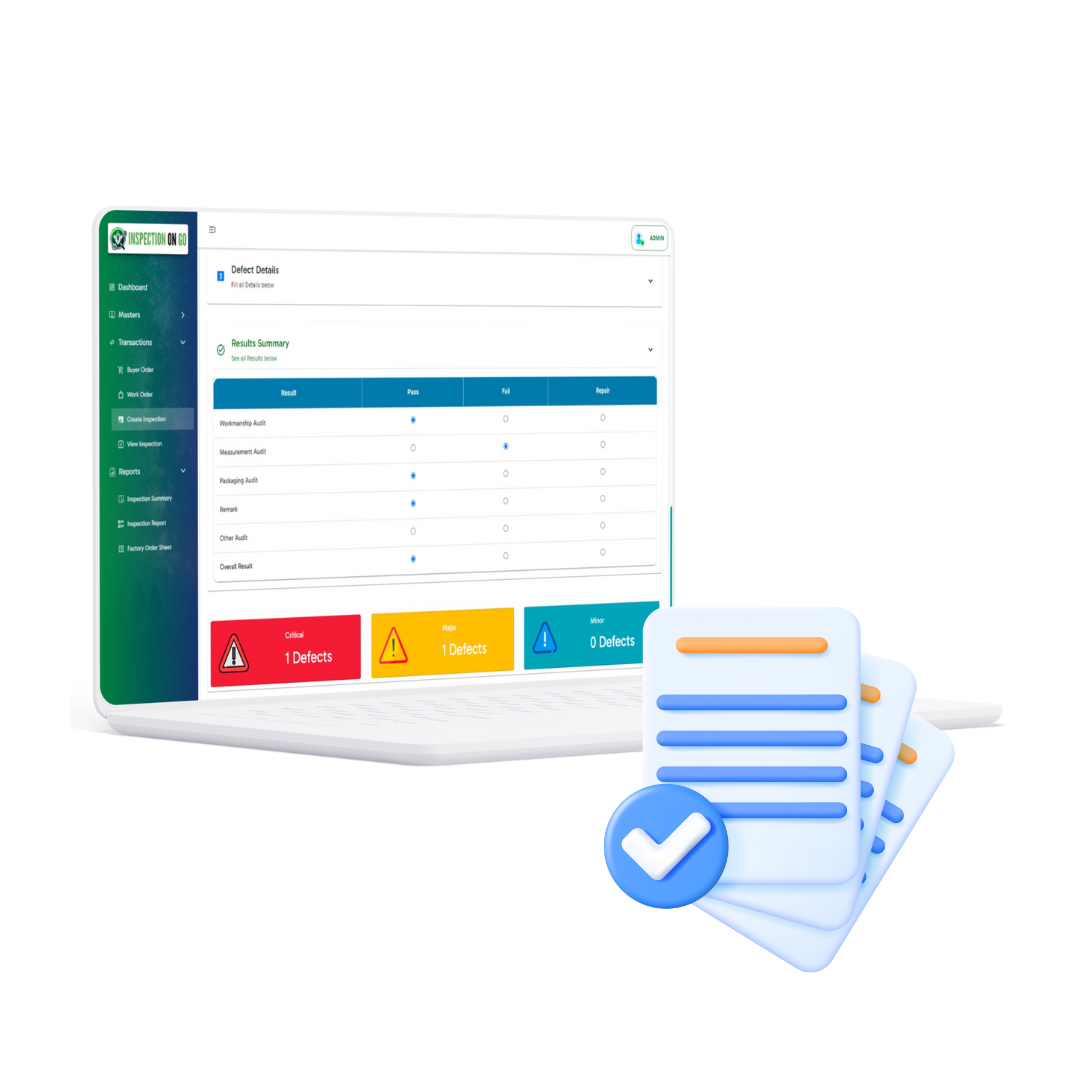 INSPECTION ON GO
ADMIN
Dashboard
Masters
Transactions
Buyer Order
Work Order
Create Inspection
View Inspection
Reports
Inspection Summary
Inspection Report
Factory Order Sheet
3
Defect Details
Fill all Details below
Results Summary
See all Results below
Result Pass Fail Repair
Workmanship Audit
Measurement Audit
Packaging Audit
Remark
Other Audit
Overall Result
Critical
1 Defects
Major
1 Defects
Minor
0 Defects